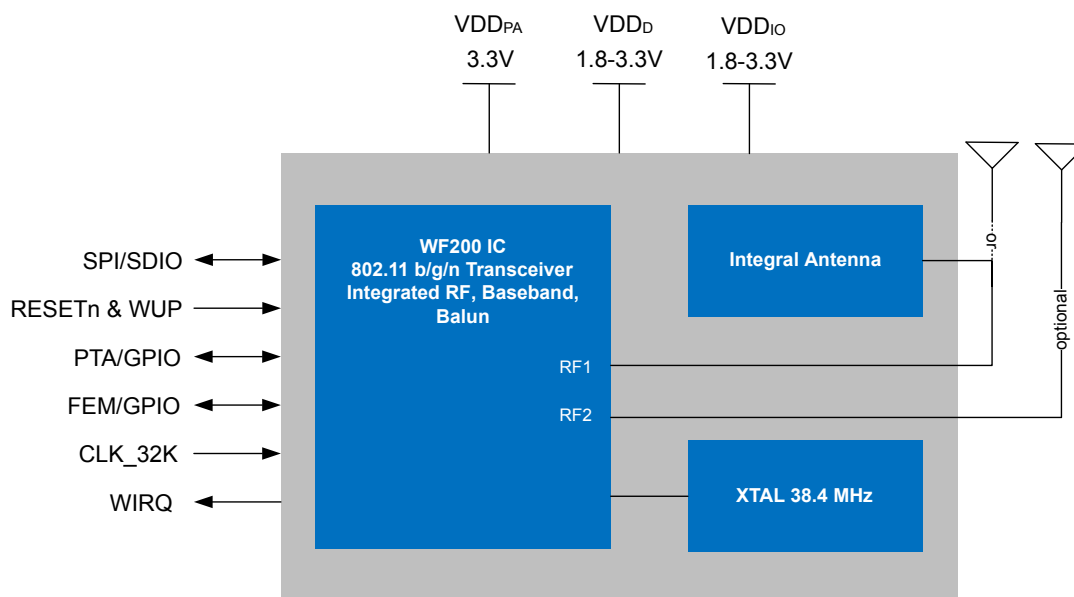 VDDPA
3.3V
VDDD
1.8-3.3V
VDDIO
1.8-3.3V
SPI/SDIO
RESETn & WUP
PTA/GPIO
FEM/GPIO
CLK_32K
WIRQ
WF200 IC
802.11 b/g/n Transceiver
Integrated RF, Baseband,
Balun
RF1
RF2
Integral Antenna
XTAL 38.4 MHz
...or...
optional